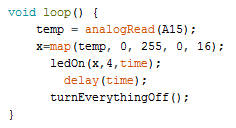 void loop() {
temp = analogRead(A15);
x=map(temp, 0, 255, 0, 16);
ledOn(x,4,time);
delay(time);
turnEverythingOff();
}